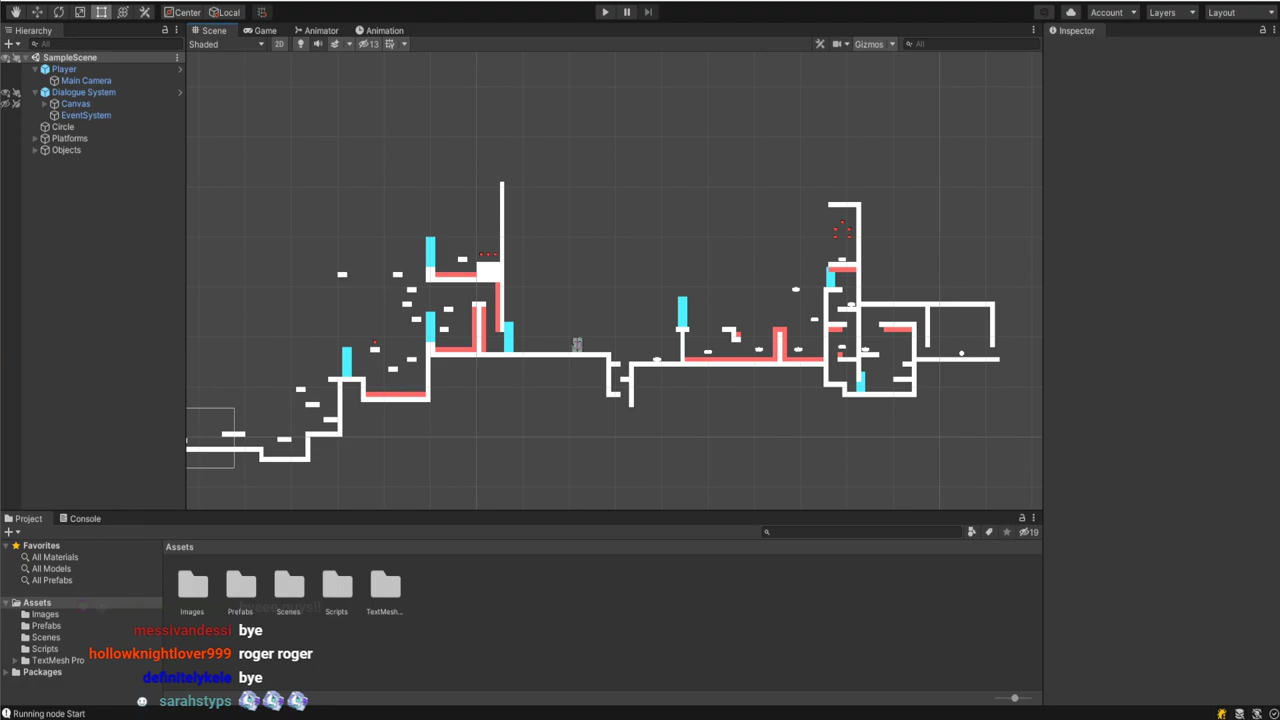 Center
Local
Account
Layers
Layout
Hierarchy
Scene
Game
Animator
Animation
Inspector
All
Shaded
2D
13
Gizmos
All
SampleScene
Player
Main Camera
Dialogue System
Canvas
EventSystem
Circle
Platforms
Objects
Project
Console
19
Favorites
All Materials
All Models
All Prefabs
Assets
Images
Prefabs
Scenes
Scripts
TextMesh Pro
Packages
Assets
Images
Prefabs
Scenes
Scripts
TextMesh...
messivandessi bye
hollowknightlover999 roger roger
definitelykele bye
sarahstyps
Running node Start